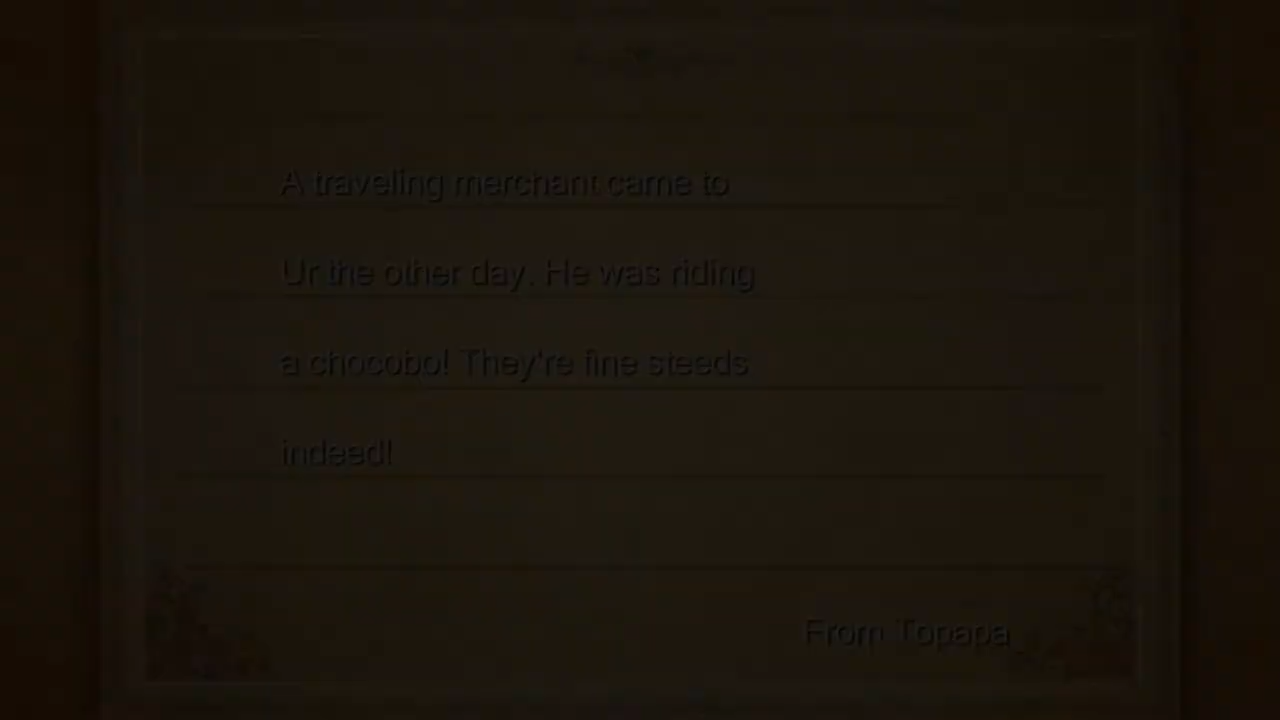 A traveling merchant came to
Ur the other day. He was riding
a chocobo! They're fine steeds
indeed!
From Topapa